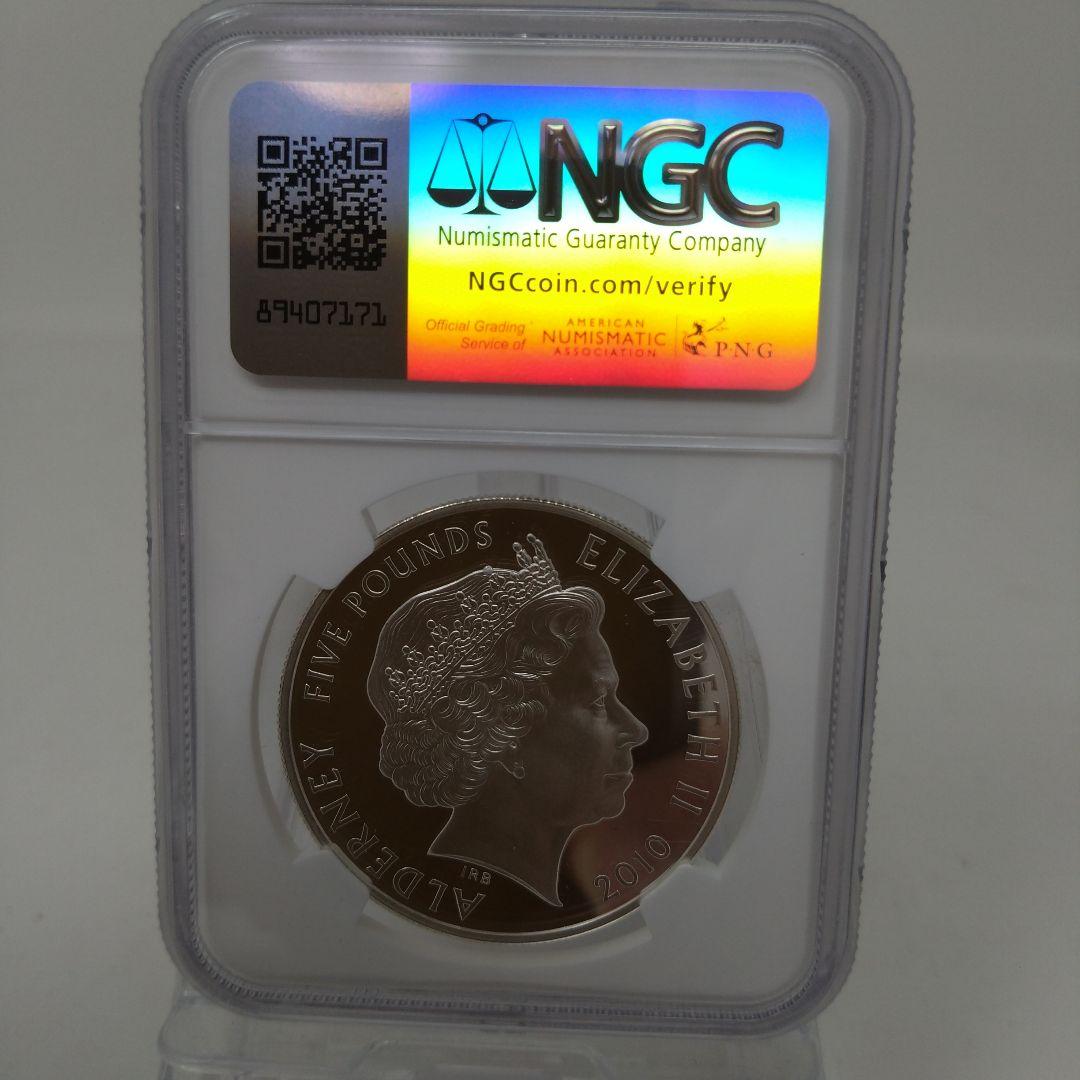 NGC
Numismatic Guaranty Company
NGCcoin.com/verify
89407171
Official Grading
Service of
AMERICAN
NUMISMATIC
ASSOCIATION
P·N·G
ALDERNEY FIVE POUNDS
ELIZABETH II 2010
IRB